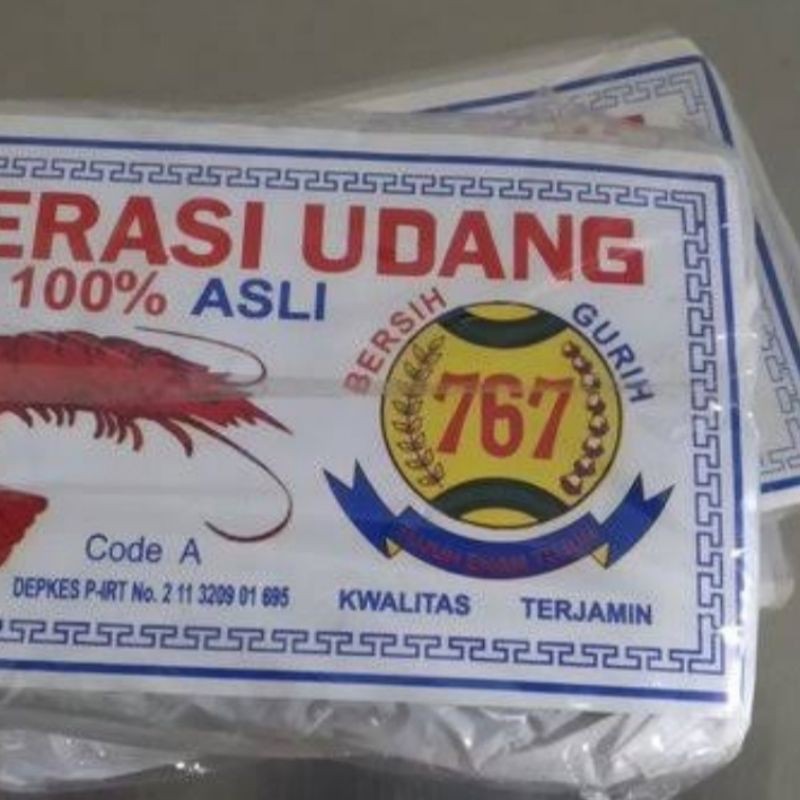 ERASI UDANG
100% ASLI
BERSIH GURIH
767
Code A
DEPKES P-IRT No. 2 11 3209 01 695
KWALITAS TERJAMIN